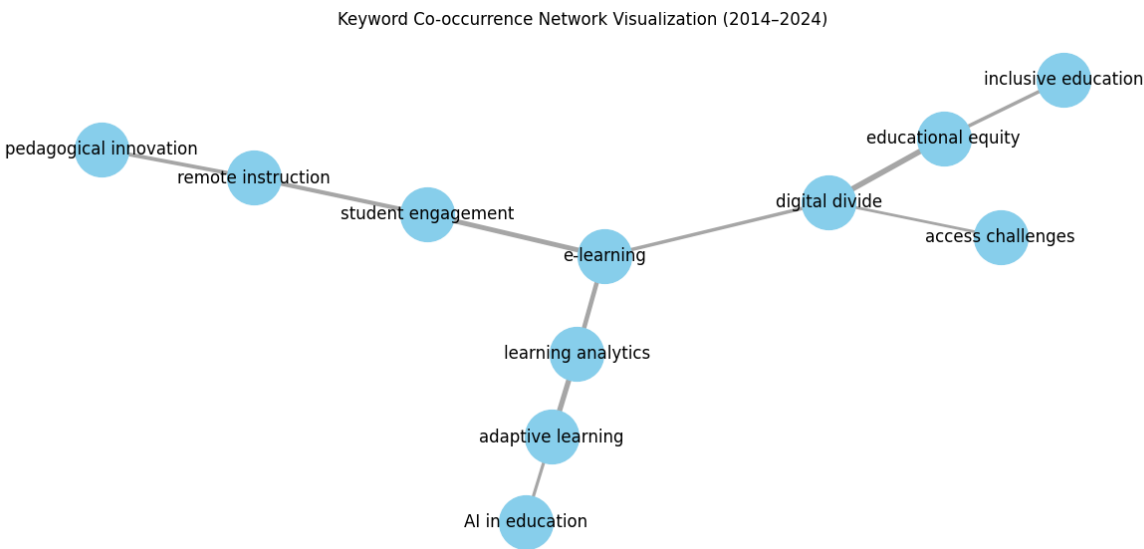 Keyword Co-occurrence Network Visualization (2014–2024)
inclusive education
educational equity
pedagogical innovation
remote instruction
digital divide
student engagement
access challenges
e-learning
learning analytics
adaptive learning
AI in education